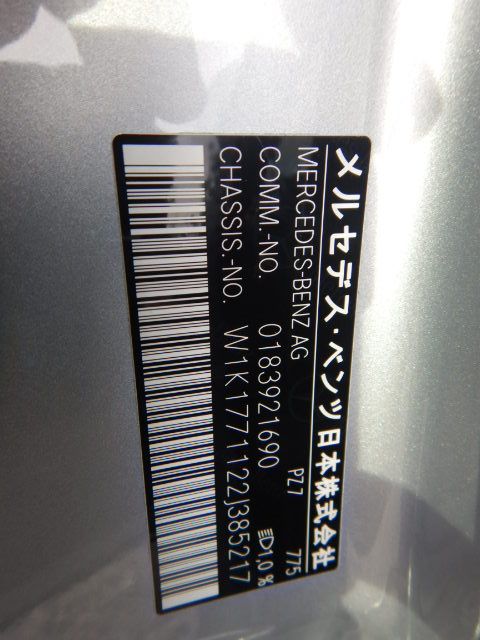 メルセデス・ベンツ日本株式会社
MERCEDES-BENZ AG PZ7 775
COMM.-NO. 0183921690 1,0 %
CHASSIS.-NO. W1K1771122J385217